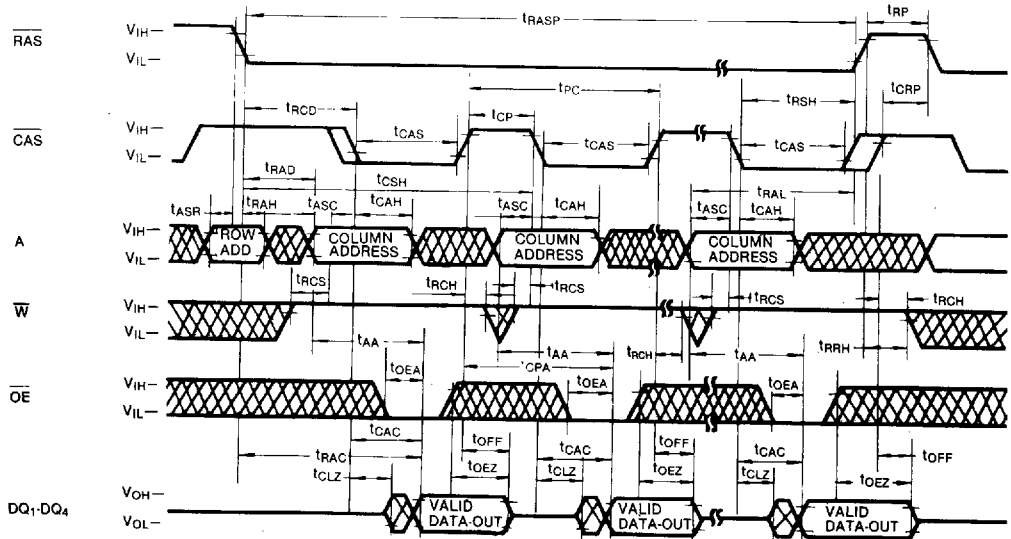 tRASP tRP
RAS VIH VIL
tRCD tPC tCP tRSH tCRP
CAS VIH VIL tCAS tCAS tCAS
tRAD tCSH tRAL
tASR tRAH tASC tCAH tASC tCAH tASC tCAH
A VIH VIL ROW ADD COLUMN ADDRESS COLUMN ADDRESS COLUMN ADDRESS
tRCS tRCH tRCS tRCS tRCH
W VIH VIL
tAA tAA tRCH tAA tRRH
tOEA tCPA tOEA tOEA
OE VIH VIL
tCAC tOFF tCAC tOFF tCAC tOFF
tRAC tCLZ tOEZ tCLZ tOEZ tCLZ tOEZ
DQ1-DQ4 VOH VOL VALID DATA-OUT VALID DATA-OUT VALID DATA-OUT